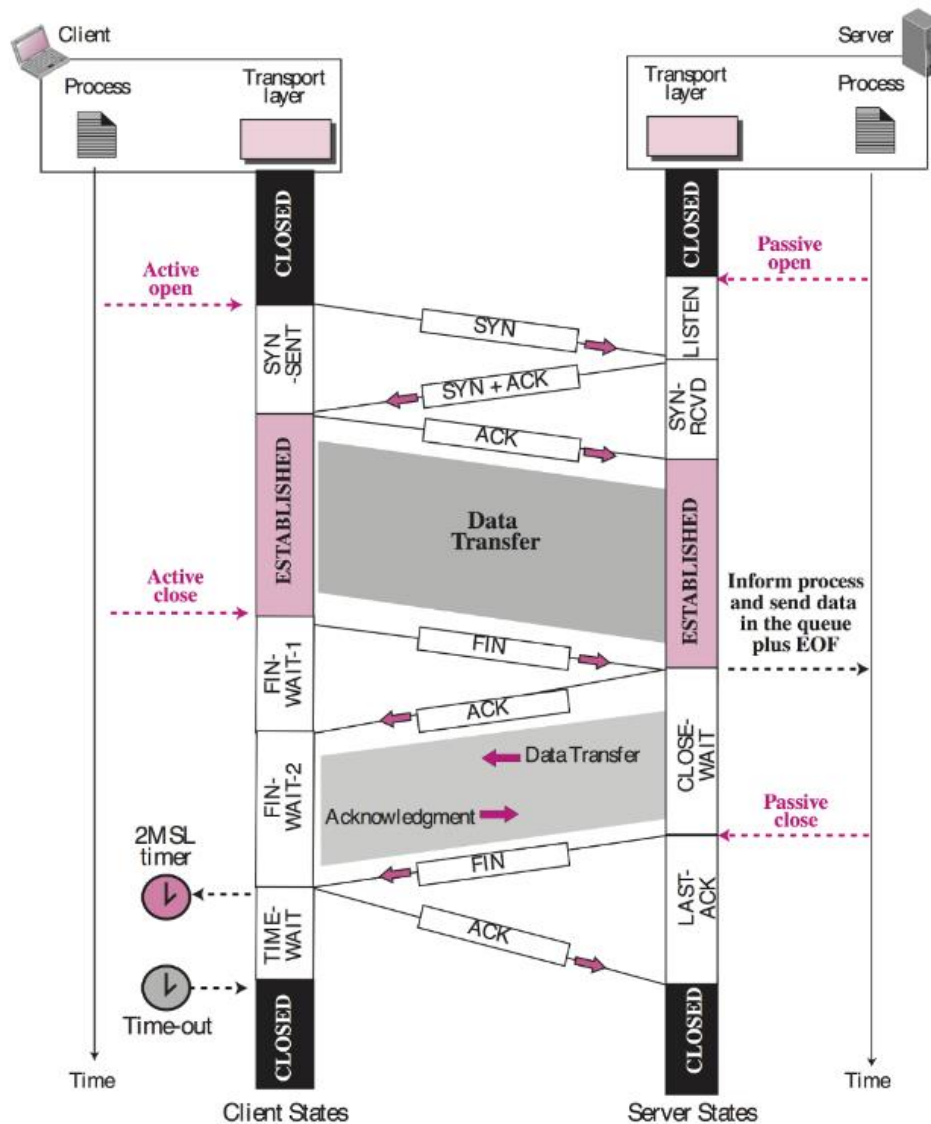 Client
Server
Process
Transport
layer
Transport
layer
Process
CLOSED
CLOSED
Active
open
Passive
open
SYN
-SENT
SYN
LISTEN
SYN + ACK
SYN-
RCVD
ACK
ESTABLISHED
ESTABLISHED
Data
Transfer
Active
close
Inform process
and send data
in the queue
plus EOF
FIN-
WAIT-1
FIN
ACK
CLOSE-
WAIT
FIN-
WAIT-2
Data Transfer
Acknowledgment
Passive
close
2MSL
timer
FIN
LAST-
ACK
TIME-
WAIT
ACK
Time-out
CLOSED
CLOSED
Time
Time
Client States
Server States